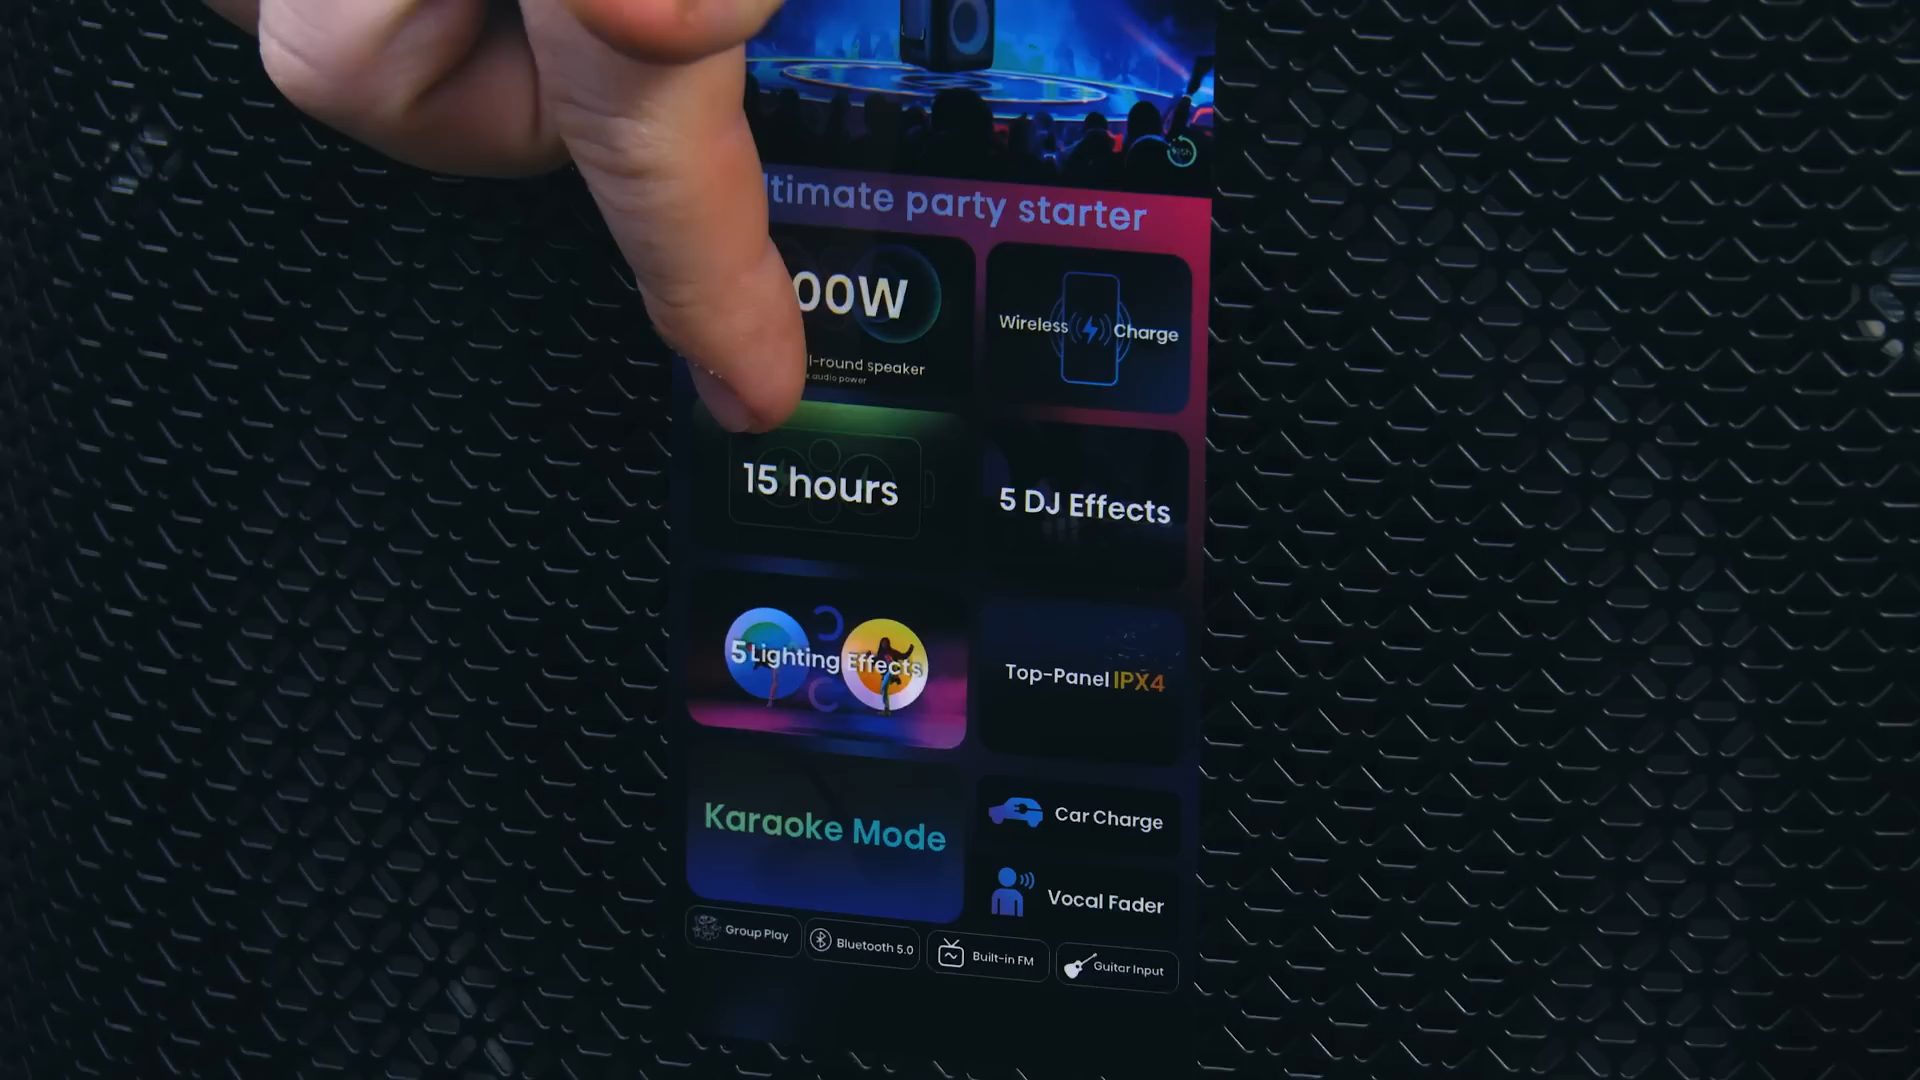 ltimate party starter
00W
l-round speaker
x audio power
Wireless Charge
15 hours
5 DJ Effects
5 Lighting Effects
Top-Panel IPX4
Karaoke Mode
Car Charge
Vocal Fader
Group Play
Bluetooth 5.0
Built-in FM
Guitar Input